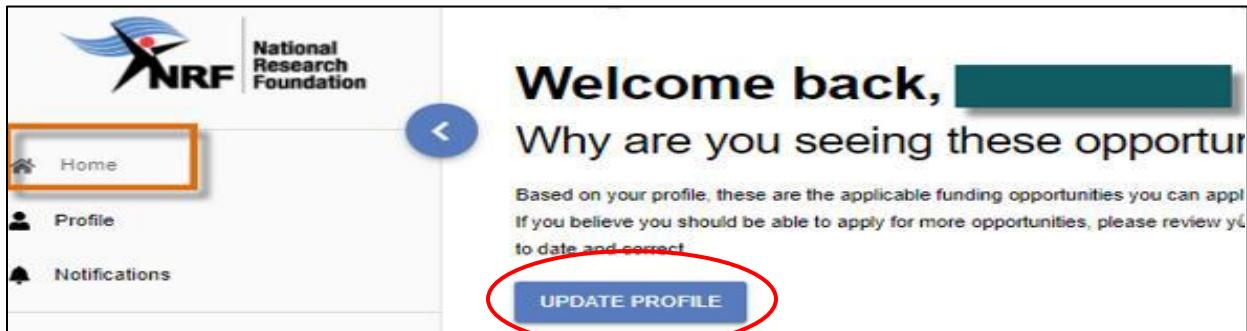 National
Research
Foundation
NRF
Home
Profile
Notifications
Welcome back,
Why are you seeing these
Based on your profile, these are the applicable funding opportunities you can
If you believe you should be able to apply for more opportunities, please review
to date and correct
UPDATE PROFILE